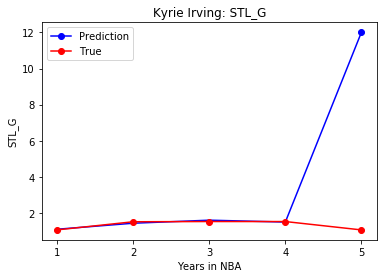 Kyrie Irving: STL_G
Prediction
True
12
10
8
6
4
2
STL_G
1 2 3 4 5
Years in NBA